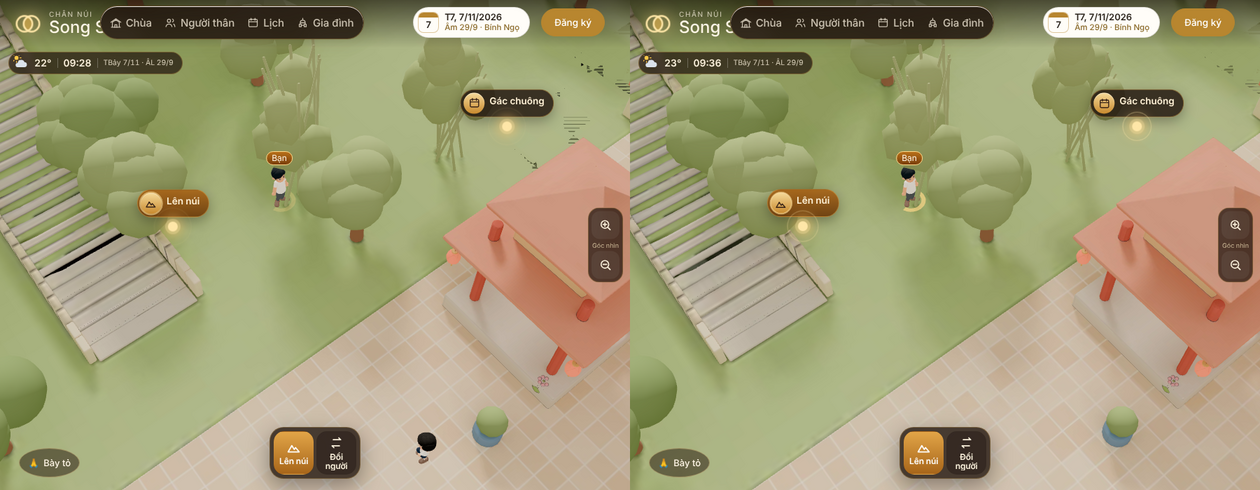 CHÂN NÚI
Song S
Chùa
Người thân
Lịch
Gia đình
7
T7, 7/11/2026
Âm 29/9 · Bính Ngọ
Đăng ký
22°
09:28
TBảy 7/11 · ÂL 29/9
Gác chuông
Bạn
Lên núi
Góc nhìn
Lên núi
Đổi
người
Bày tỏ
CHÂN NÚI
Song S
Chùa
Người thân
Lịch
Gia đình
7
T7, 7/11/2026
Âm 29/9 · Bính Ngọ
Đăng ký
23°
09:36
TBảy 7/11 · ÂL 29/9
Gác chuông
Bạn
Lên núi
Góc nhìn
Lên núi
Đổi
người
Bày tỏ